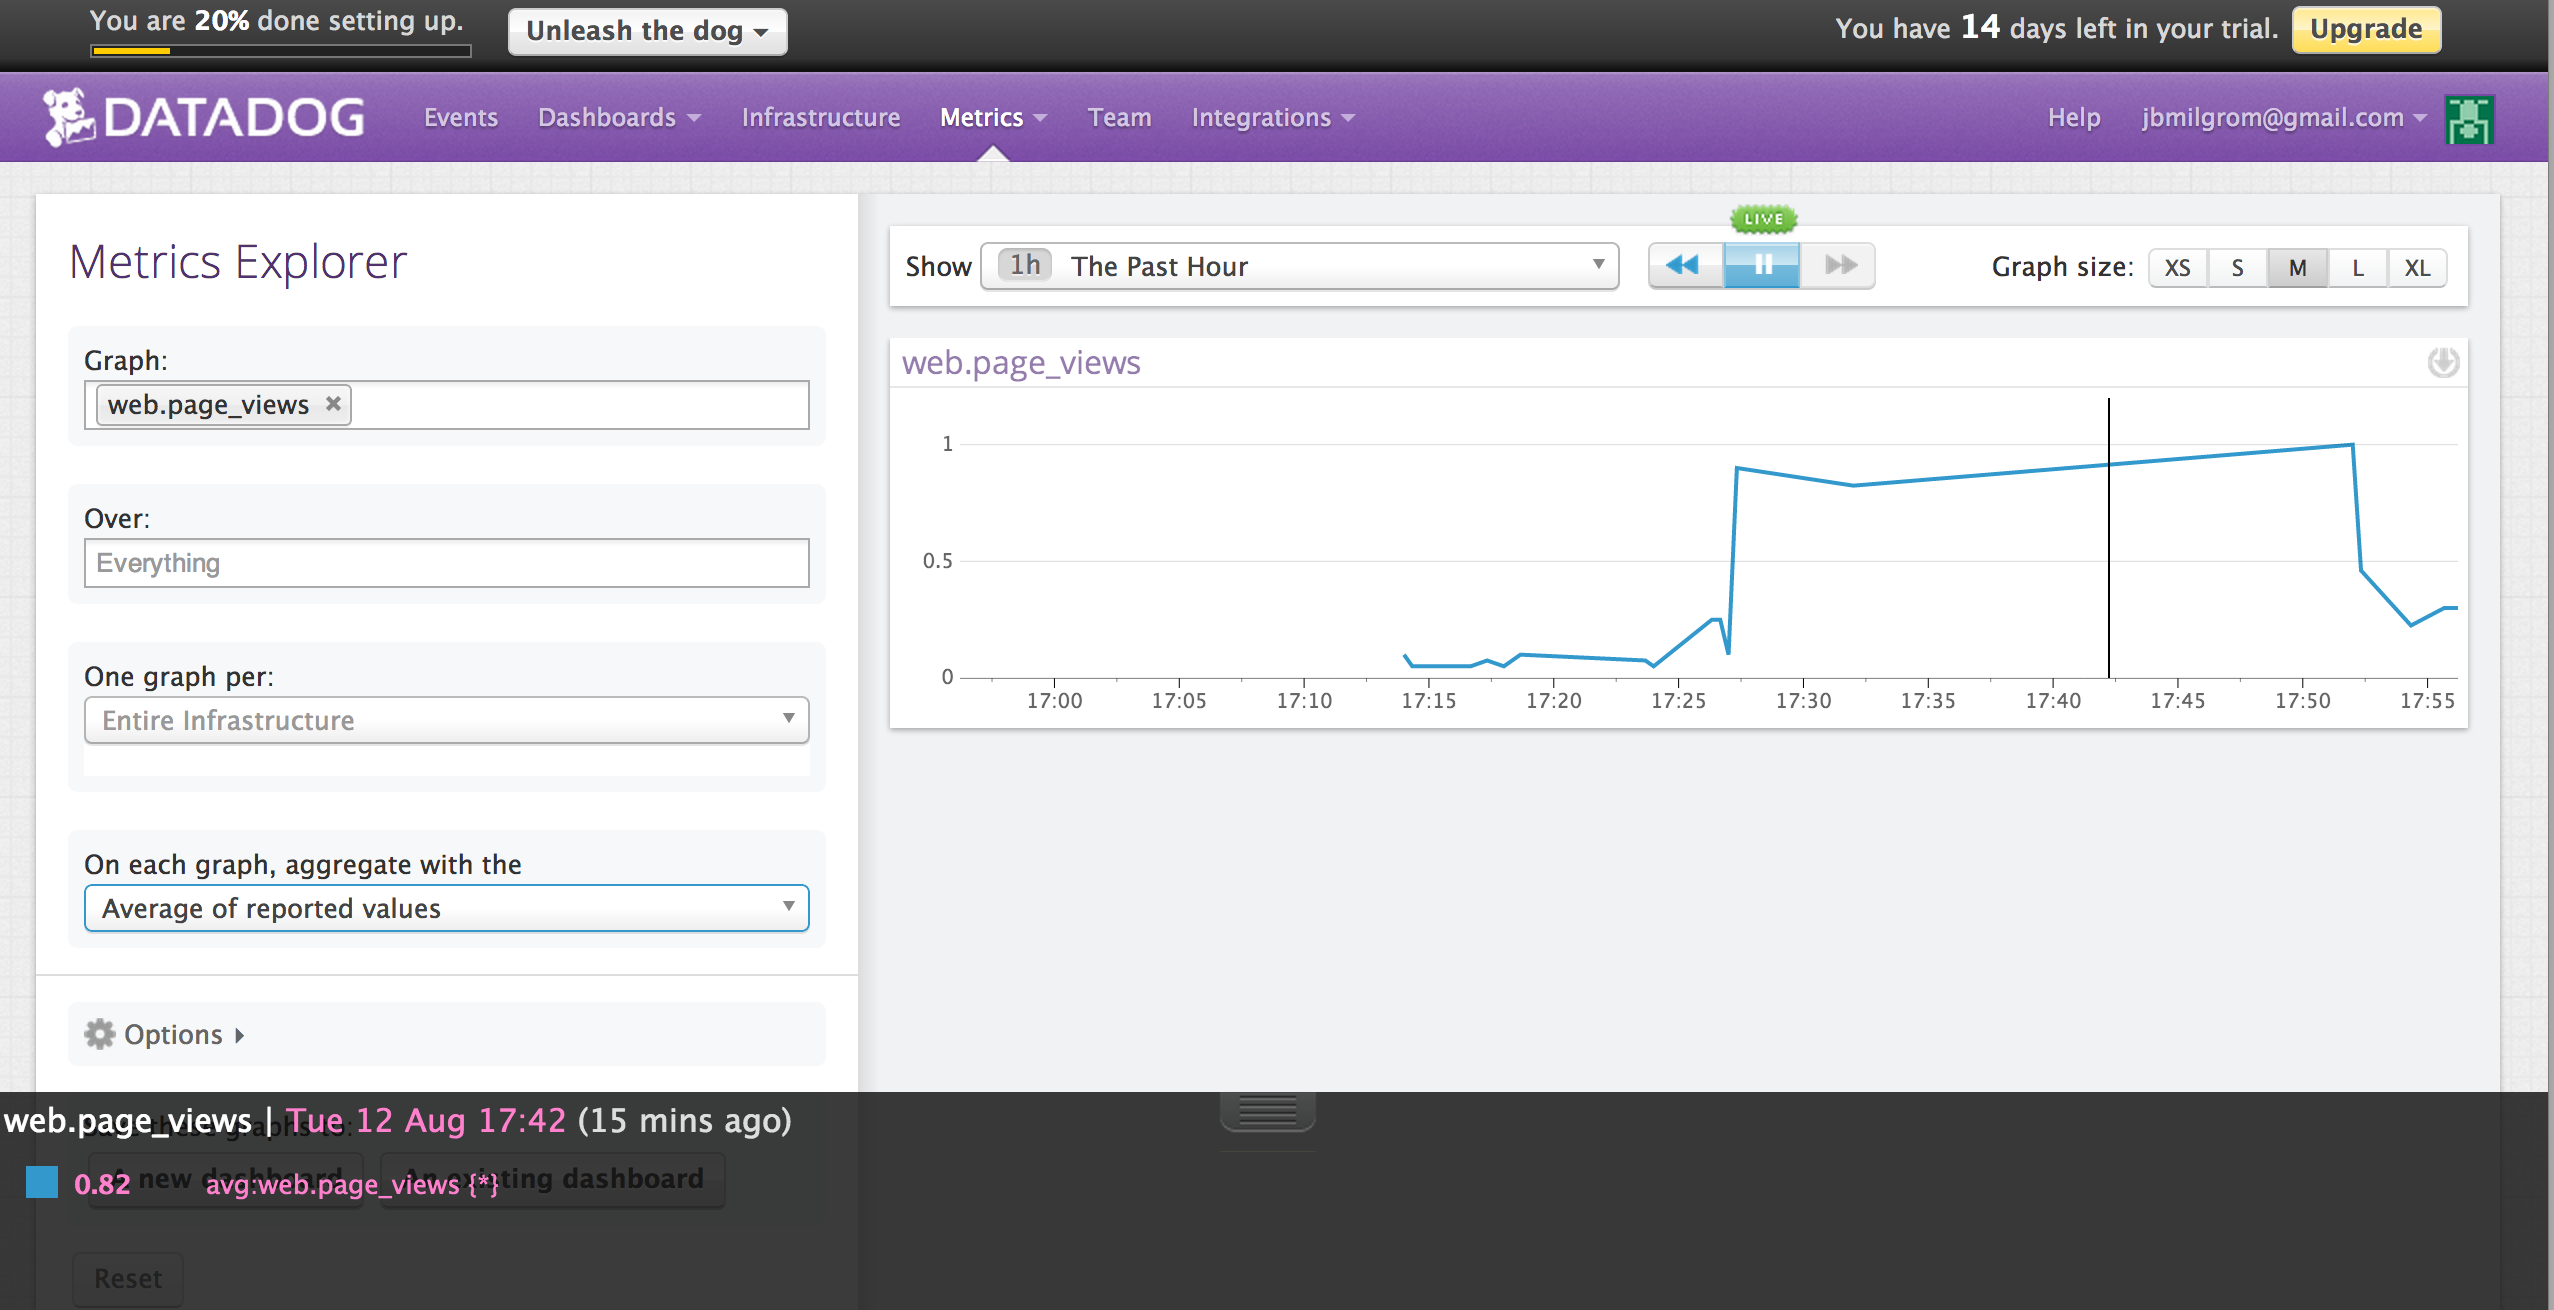 You are 20% done setting up.
Unleash the dog
You have 14 days left in your trial.
Upgrade
DATADOG
Events
Dashboards
Infrastructure
Metrics
Team
Integrations
Help
jbmilgrom@gmail.com
Metrics Explorer
Graph:
web.page_views ×
Over:
Everything
One graph per:
Entire Infrastructure
On each graph, aggregate with the
Average of reported values
Options
LIVE
Show
1h The Past Hour
Graph size:
XS S M L XL
web.page_views
1
0.5
0
17:00 17:05 17:10 17:15 17:20 17:25 17:30 17:35 17:40 17:45 17:50 17:55
web.page_views | Tue 12 Aug 17:42 (15 mins ago)
these graphs to:
0.82 avg:web.page_views {*}
A new dashboard
An existing dashboard
Reset